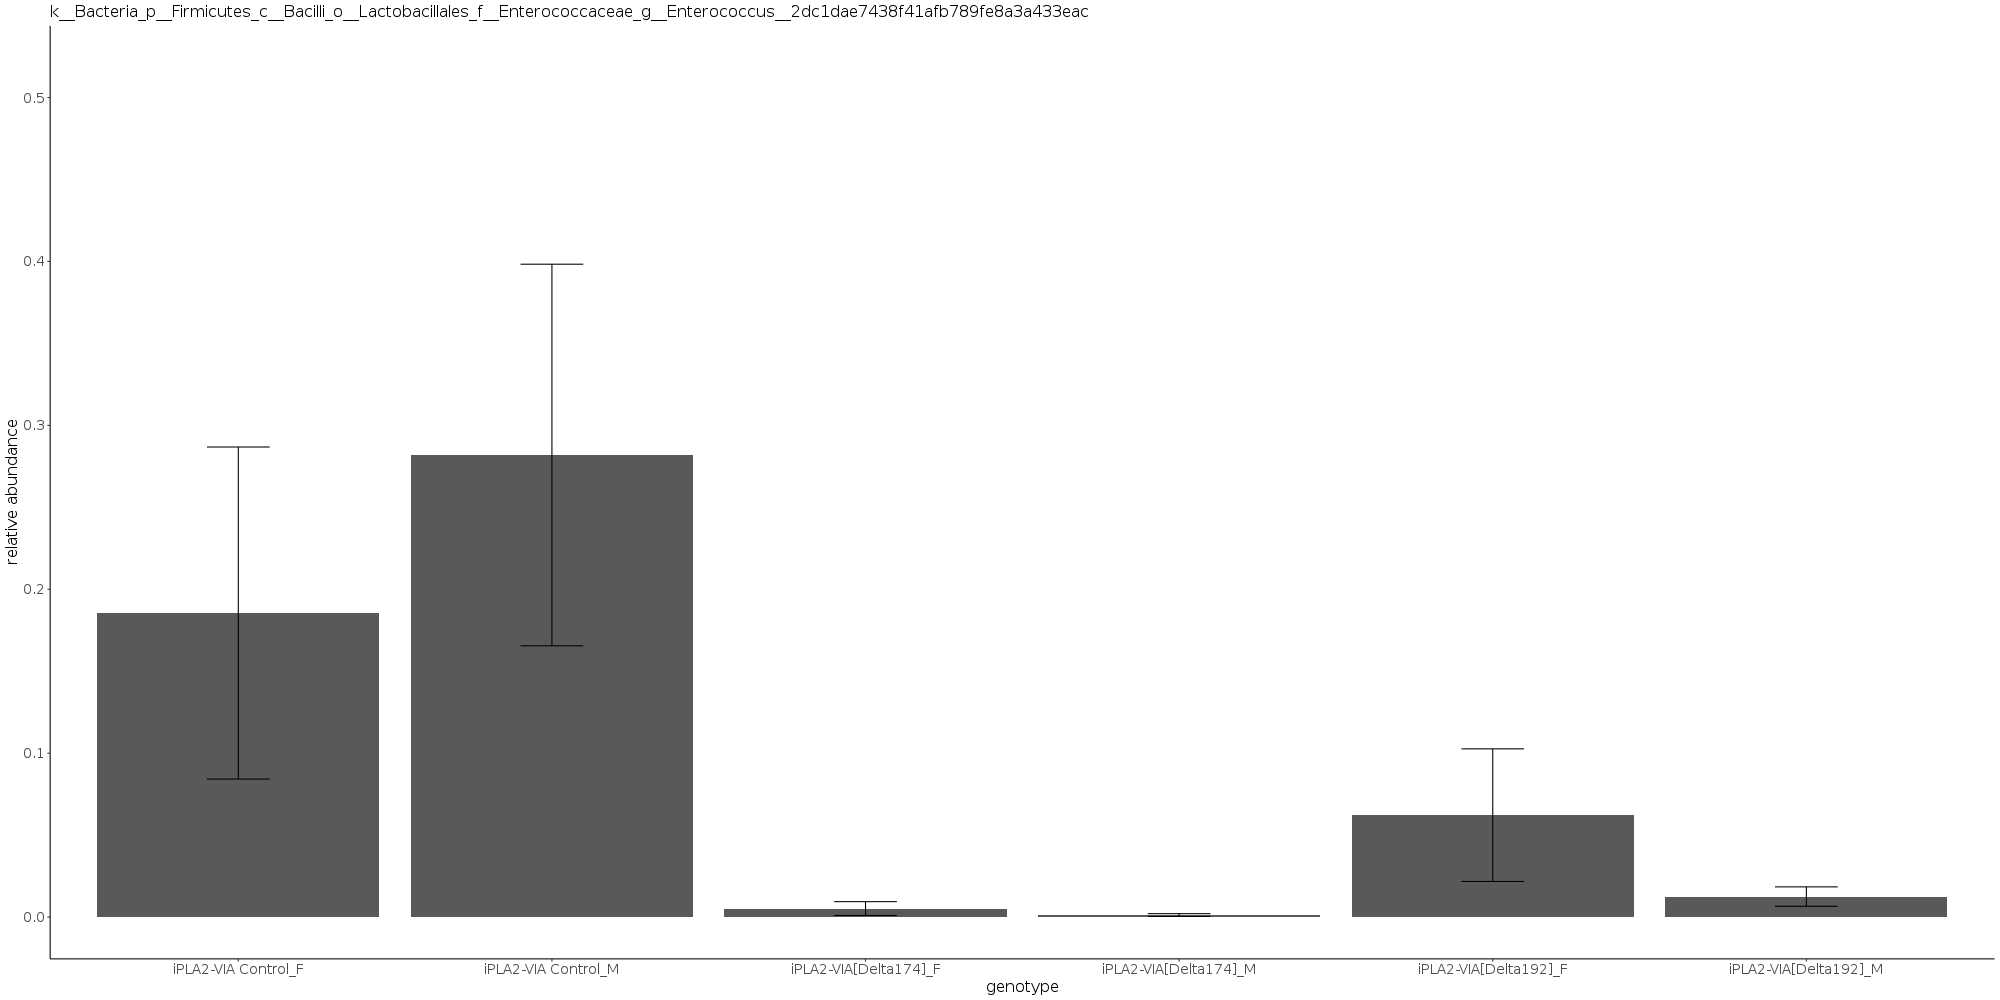 k__Bacteria_p__Firmicutes_c__Bacilli_o__Lactobacillales_f__Enterococcaceae_g__Enterococcus__2dc1dae7438f41afb789fe8a3a433eac
relative abundance
0.5
0.4
0.3
0.2
0.1
0.0
iPLA2-VIA Control_F
iPLA2-VIA Control_M
iPLA2-VIA[Delta174]_F
iPLA2-VIA[Delta174]_M
iPLA2-VIA[Delta192]_F
iPLA2-VIA[Delta192]_M
genotype